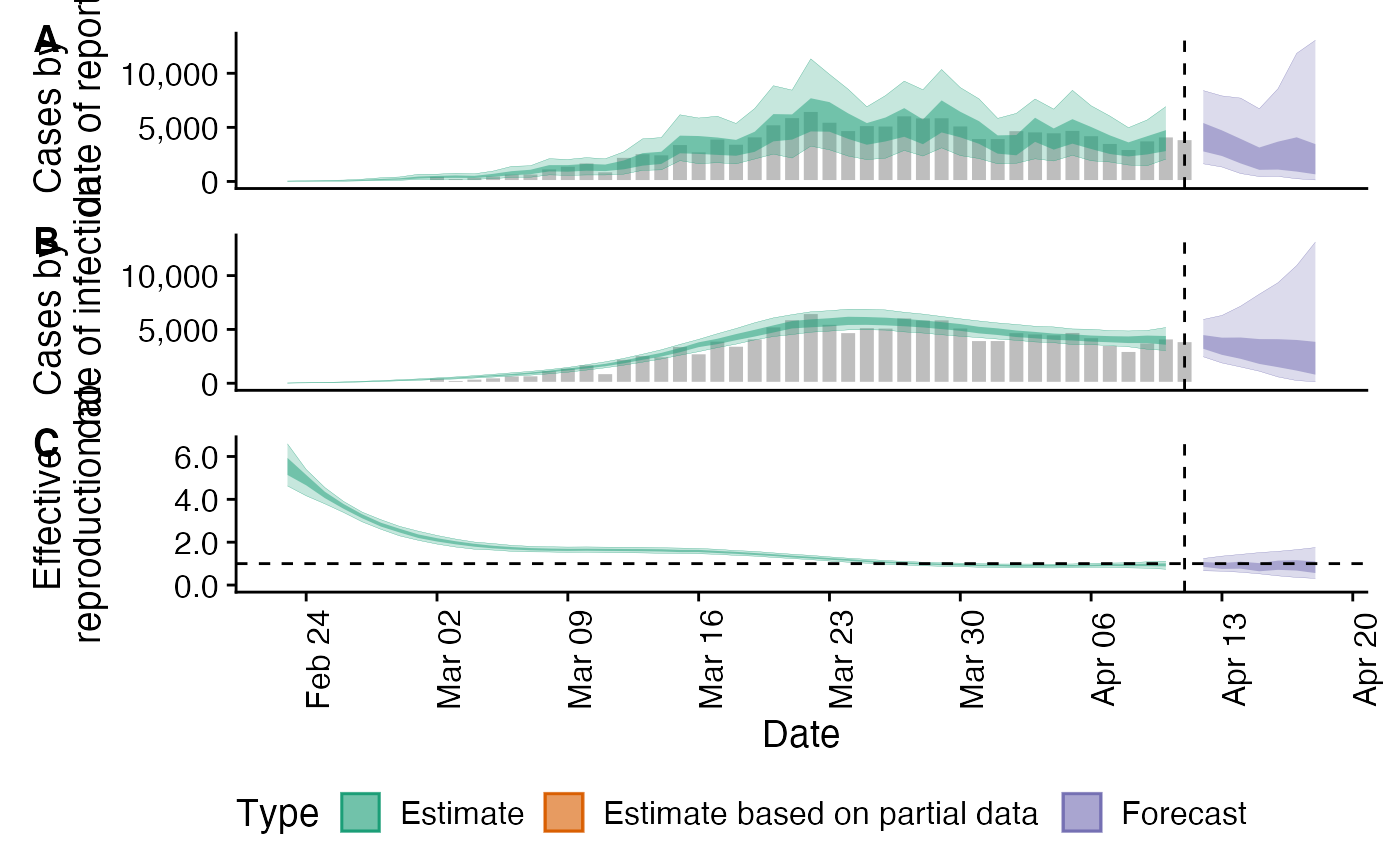 A
Cases by
date of report
10,000
5,000
0
B
Cases by
date of infection
10,000
5,000
0
C
Effective
reproduction no.
6.0
4.0
2.0
0.0
Feb 24
Mar 02
Mar 09
Mar 16
Mar 23
Mar 30
Apr 06
Apr 13
Apr 20
Date
Type
Estimate
Estimate based on partial data
Forecast